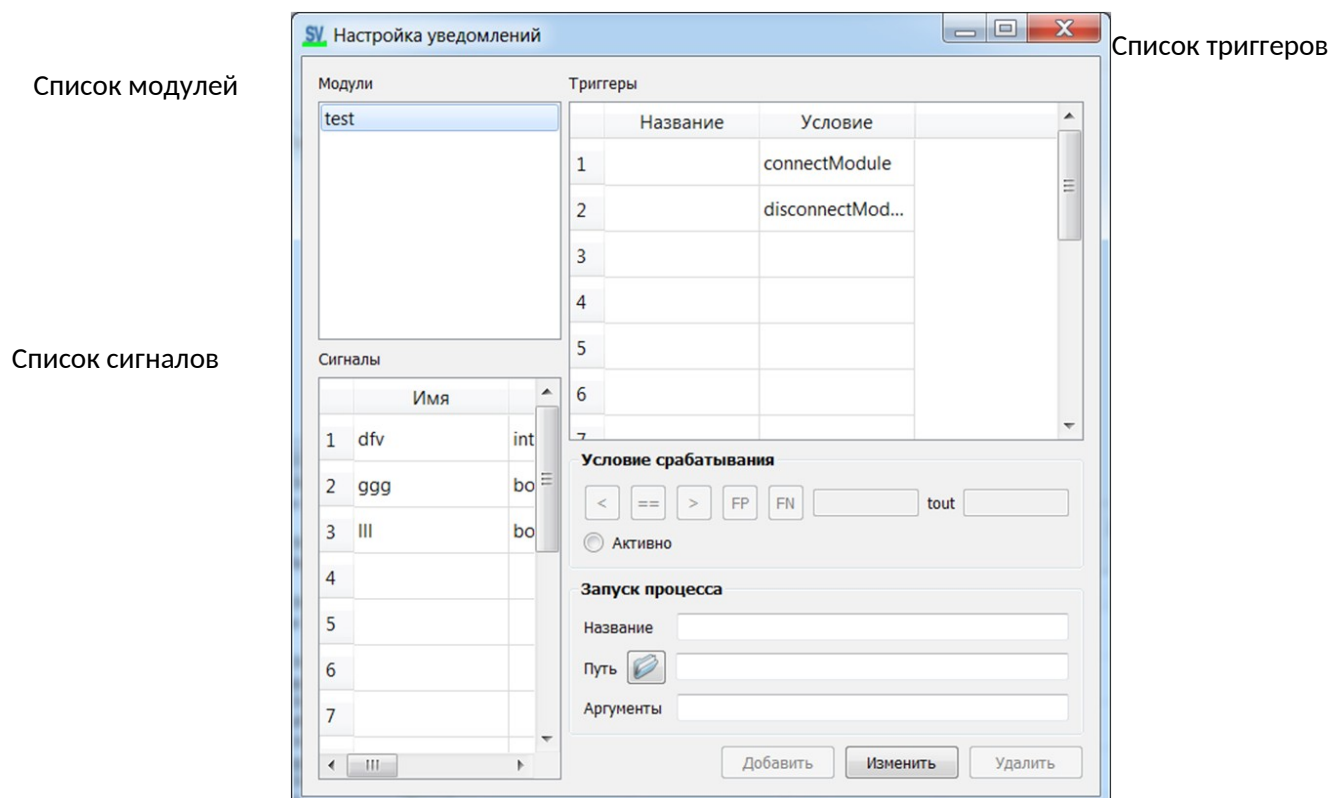 SV Настройка уведомлений
Список триггеров
Список модулей
Модули
test
Триггеры
Название Условие
1 connectModule
2 disconnectMod...
3
4
5
6
7
Список сигналов
Сигналы
Имя
1 dfv int
2 ggg bo
3 lll bo
4
5
6
7
Условие срабатывания
< == > FP FN tout
Активно
Запуск процесса
Название
Путь
Аргументы
Добавить Изменить Удалить